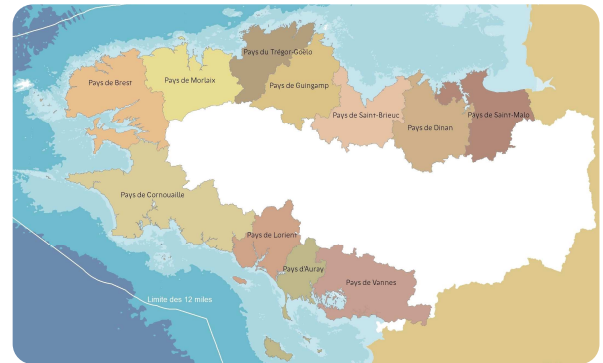 Pays du Trégor-Goëlo
Pays de Brest
Pays de Morlaix
Pays de Guingamp
Pays de Saint-Brieuc
Pays de Saint-Malo
Pays de Dinan
Pays de Cornouaille
Pays de Lorient
Pays d'Auray
Pays de Vannes
Limite des 12 miles